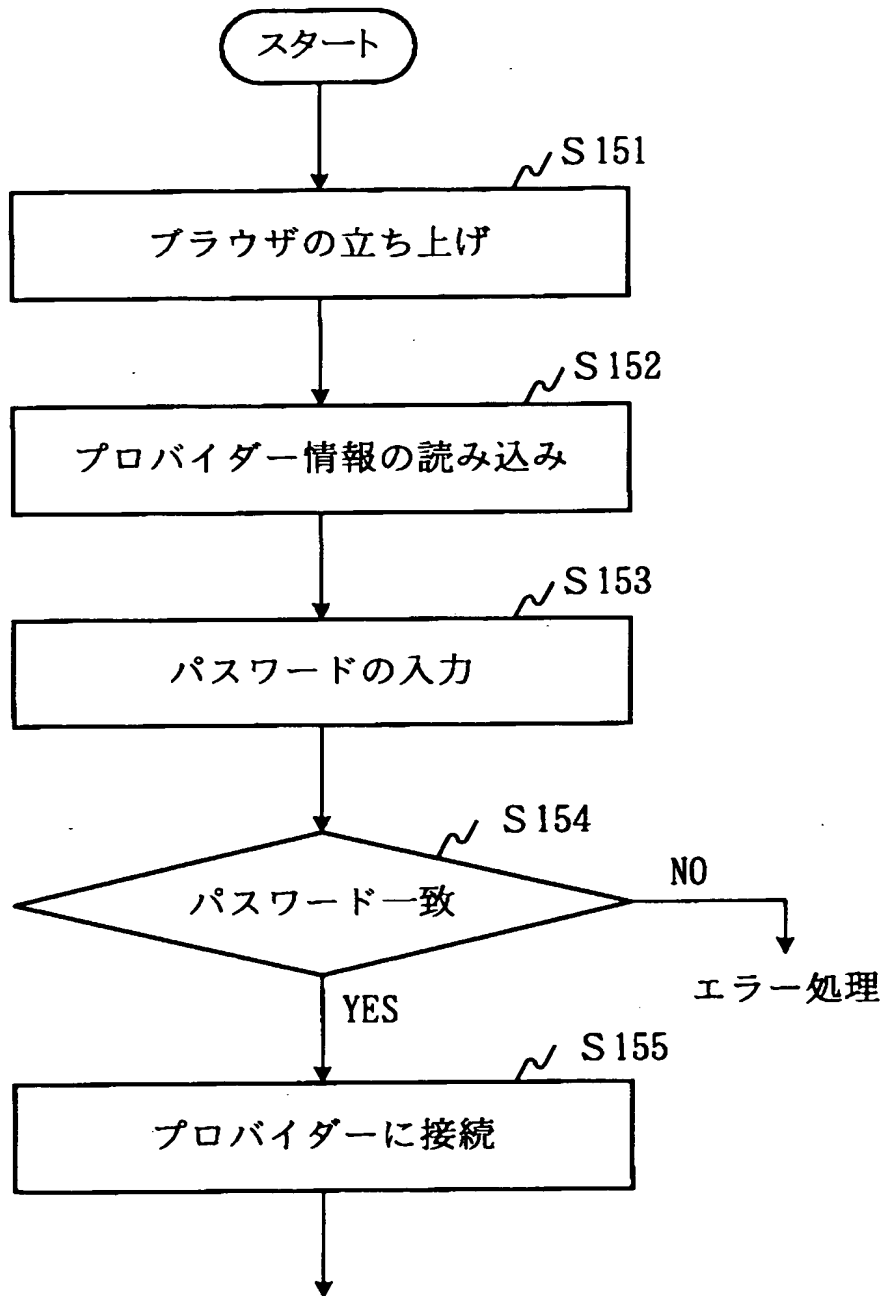 スタート
S151
ブラウザの立ち上げ
S152
プロバイダー情報の読み込み
S153
パスワードの入力
S154
パスワード一致
NO
エラー処理
YES
S155
プロバイダーに接続